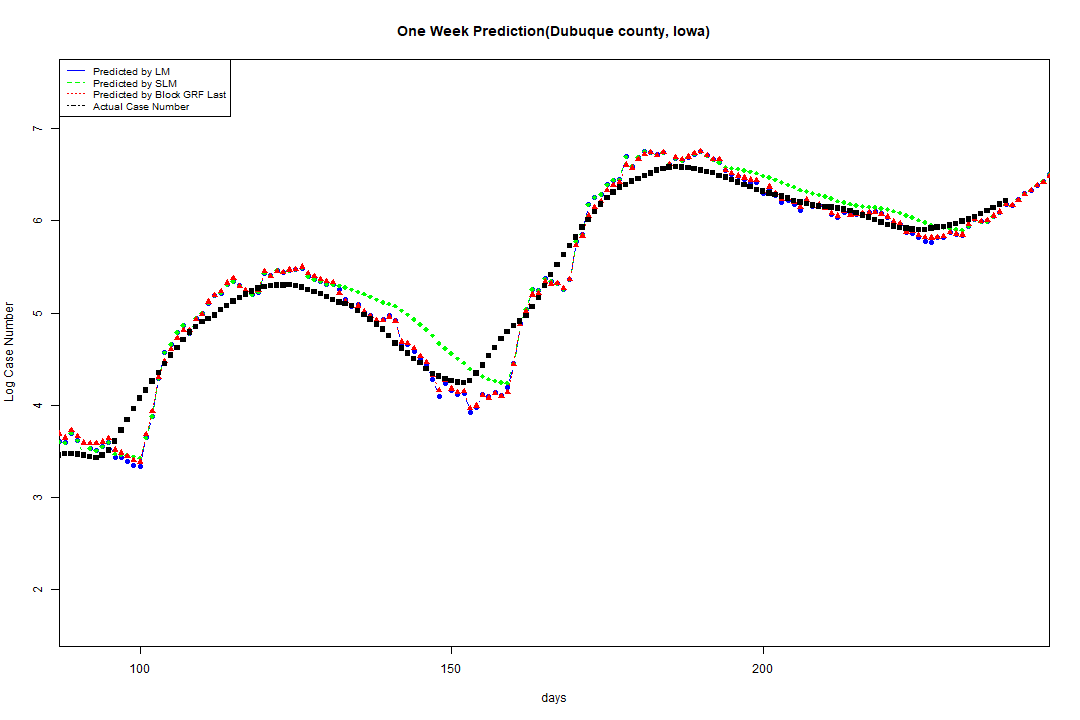 One Week Prediction(Dubuque county, Iowa)
Predicted by LM
Predicted by SLM
Predicted by Block GRF Last
Actual Case Number
7
6
5
4
3
2
Log Case Number
100 150 200
days